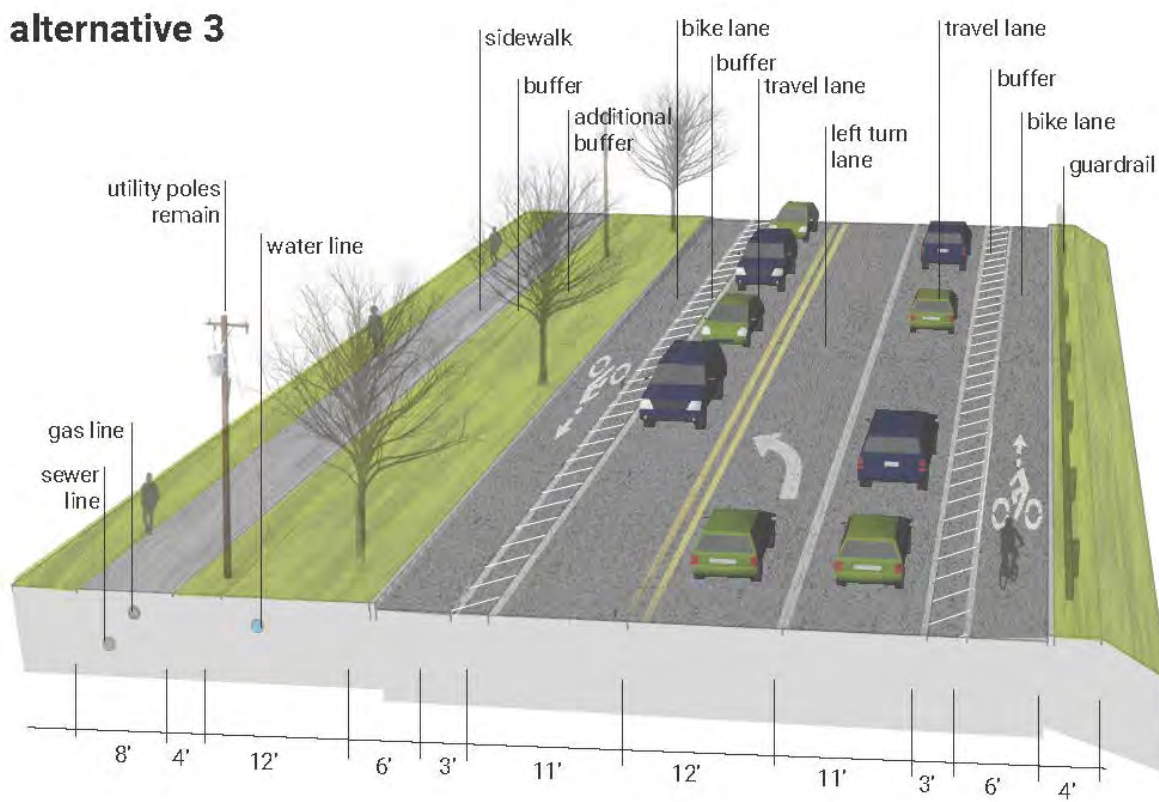 alternative 3
sidewalk
buffer
additional
buffer
bike lane
buffer
travel lane
left turn
lane
travel lane
buffer
bike lane
guardrail
utility poles
remain
water line
gas line
sewer
line
8'
4'
12'
6'
3'
11'
12'
11'
3'
6'
4'